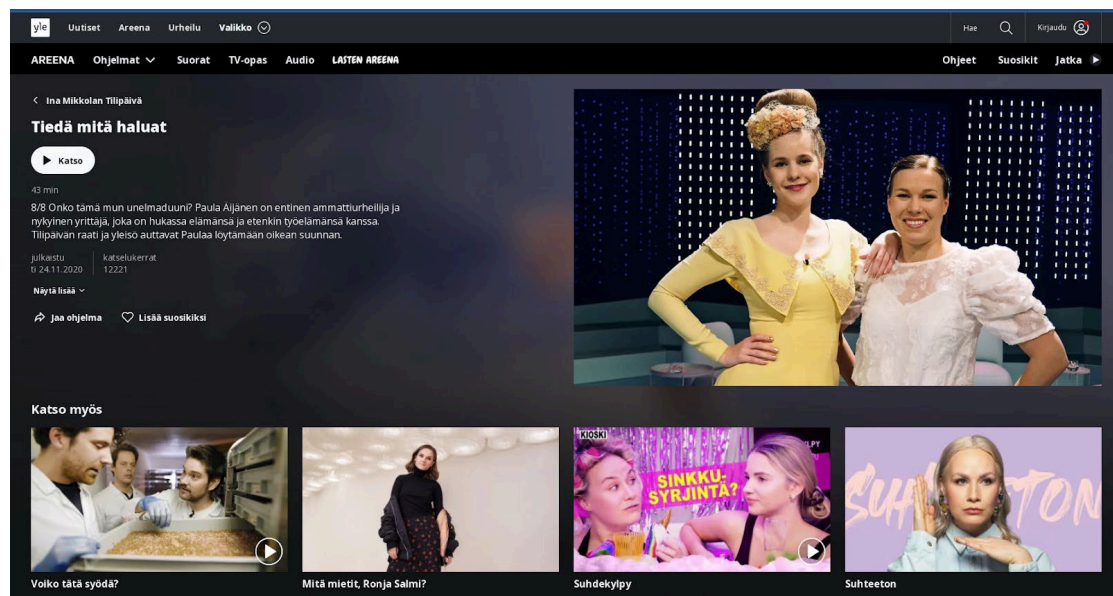 yle Uutiset Areena Urheilu Valikko Hae Kirjaudu
AREENA Ohjelmat Suorat TV-opas Audio LASTEN AREENA Ohjeet Suosikit Jatka
Ina Mikkolan Tilipäivä
Tiedä mitä haluat
Katso
43 min
8/8 Onko tämä mun unelmaduuni? Paula Äijänen on entinen ammattiurheilija ja
nykyinen yrittäjä, joka on hukassa elämänsä ja etenkin työelämänsä kanssa.
Tilipäivän raati ja yleisö auttavat Paulaa löytämään oikean suunnan.
julkaistu katselukerrat
ti 24.11.2020 12221
Näytä lisää
Jaa ohjelma Lisää suosikiksi
Katso myös
KIOSKI
SINKKU-
SYRJINTÄ?
Voiko tätä syödä? Mitä mietit, Ronja Salmi? Suhdekylpy Suhteeton